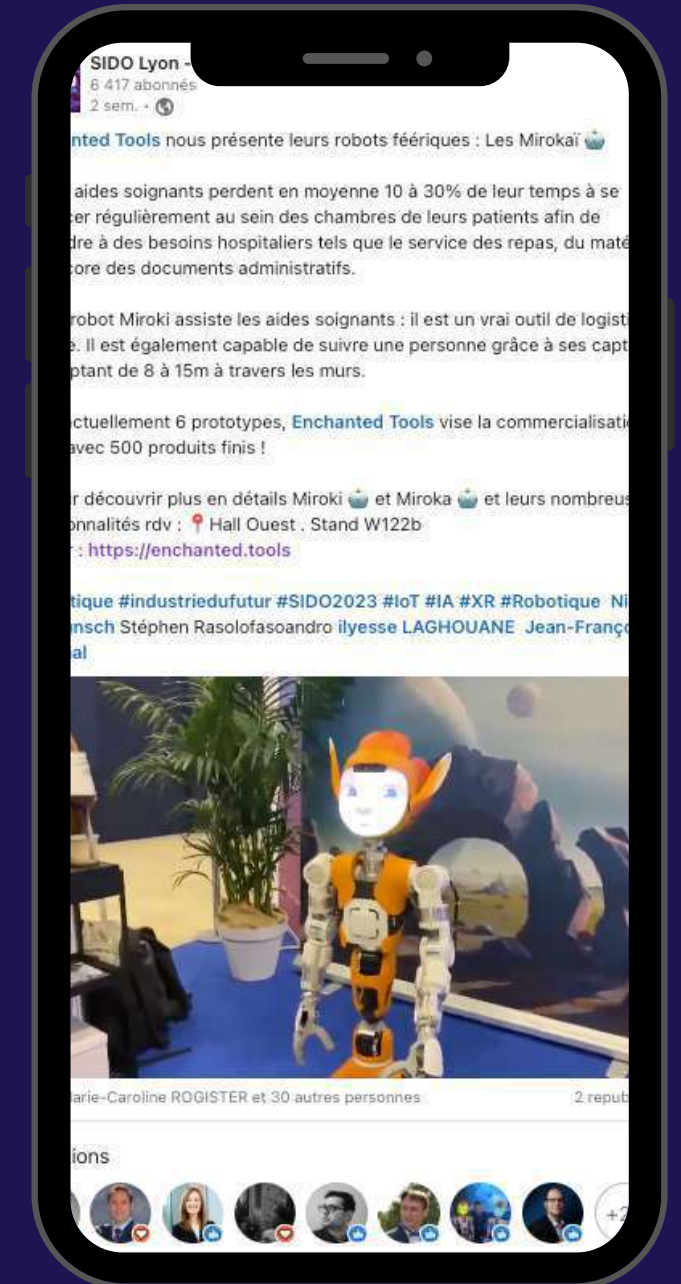 SIDO Lyon -
6 417 abonnés
2 sem. •
nted Tools nous présente leurs robots féériques : Les Mirokaï
aides soignants perdent en moyenne 10 à 30% de leur temps à se
cer régulièrement au sein des chambres de leurs patients afin de
dre à des besoins hospitaliers tels que le service des repas, du maté
core des documents administratifs.
robot Miroki assiste les aides soignants : il est un vrai outil de logisti
e. Il est également capable de suivre une personne grâce à ses capt
ptant de 8 à 15m à travers les murs.
ctuellement 6 prototypes, Enchanted Tools vise la commercialisati
avec 500 produits finis !
r découvrir plus en détails Miroki et Miroka et leurs nombreus
onnalités rdv : 📍 Hall Ouest . Stand W122b
: https://enchanted.tools
tique #industriedufutur #SIDO2023 #IoT #IA #XR #Robotique Ni
nsch Stéphen Rasolofasoandro ilyesse LAGHOUANE Jean-Franço
al
arie-Caroline ROGISTER et 30 autres personnes
2 repub
ions
+2